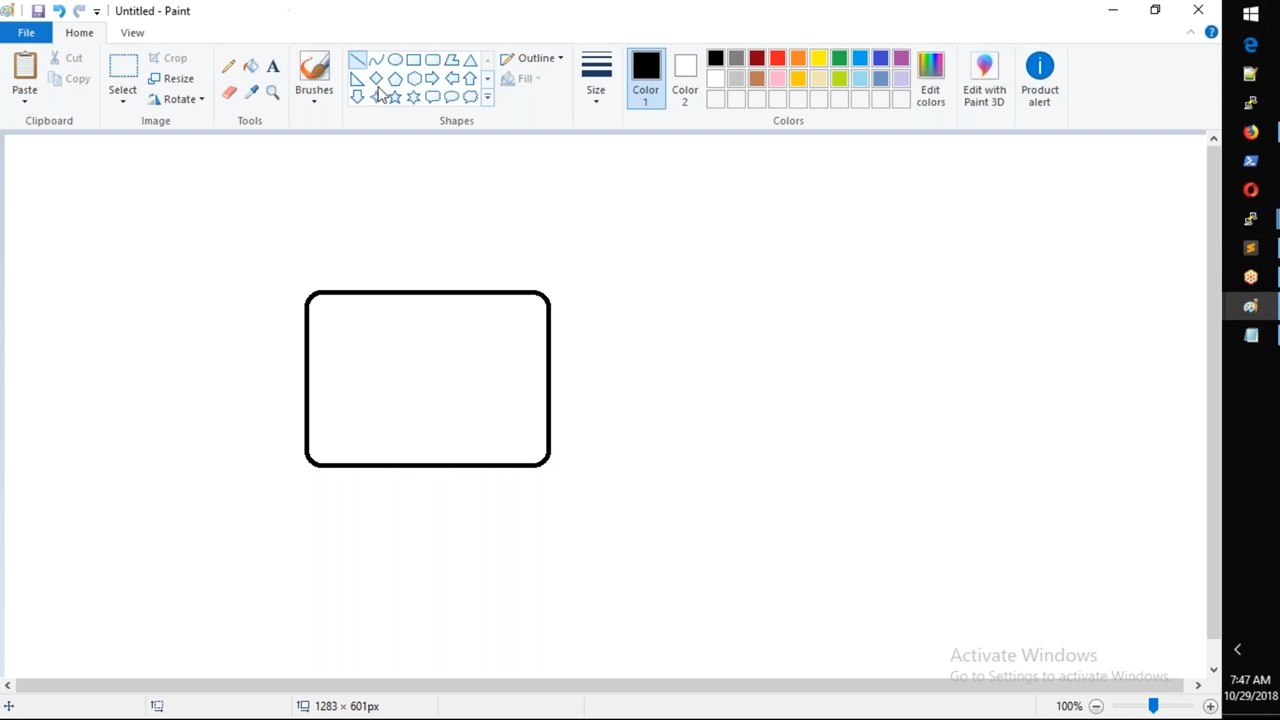 Untitled - Paint
File Home View
Paste
Cut
Copy
Clipboard
Select
Crop
Resize
Rotate
Image
Tools
Brushes
Shapes
Outline
Fill
Size
Color 1
Color 2
Edit colors
Colors
Edit with Paint 3D
Product alert
Activate Windows
Go to Settings to activate Windows.
1283 × 601px
100%
7:47 AM
10/29/2018